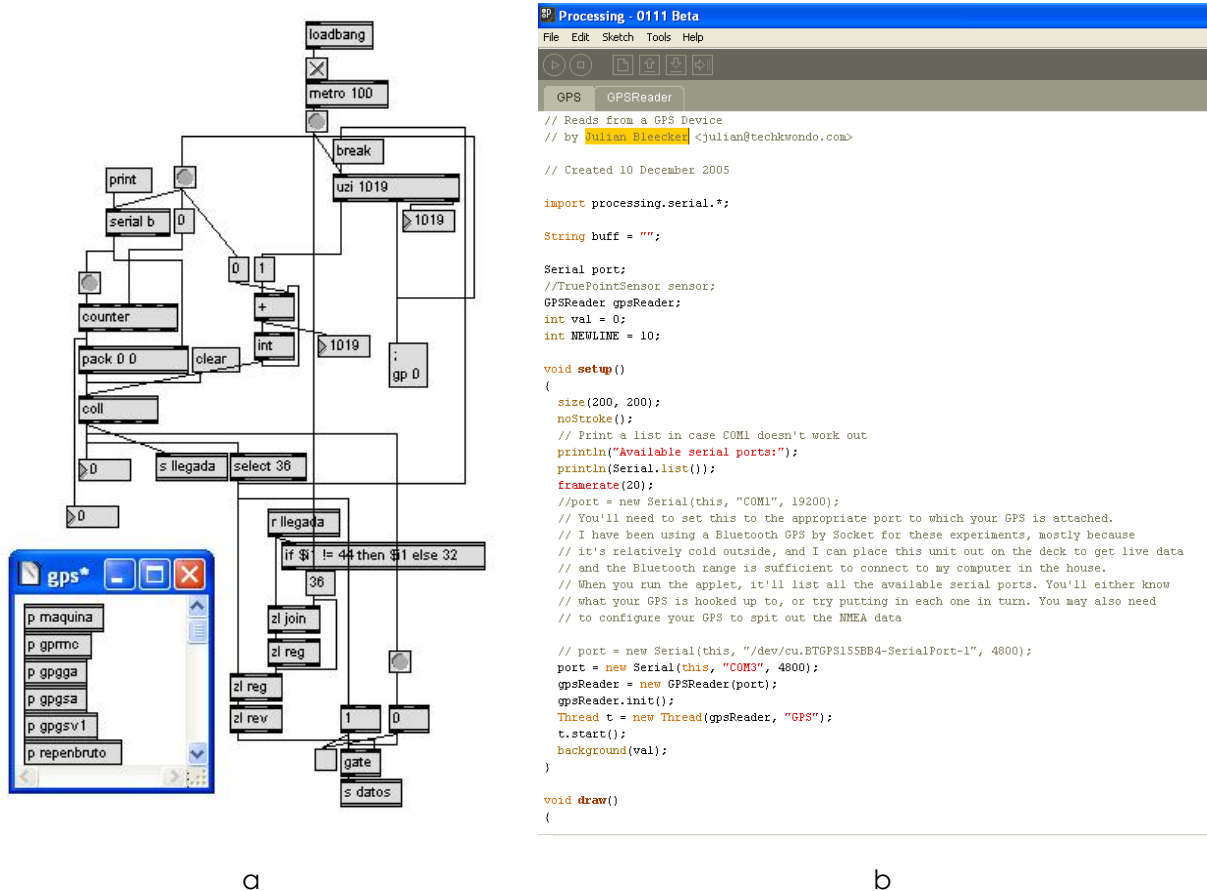 loadbang
metro 100
break
print
uzi 1019
serial b
0
1019
0
1
+
counter
int
1019
;
gp 0
pack 0 0
clear
coll
0
s llegada
select 36
0
r llegada
if $i1 != 44 then $i1 else 32
36
zl join
zl reg
zl reg
zl rev
1
0
gate
s datos
gps*
p maquina
p gprmc
p gpgga
p gpgsa
p gpgsv1
p repenbruto
a
Processing - 0111 Beta
File Edit Sketch Tools Help
GPS GPSReader
// Reads from a GPS Device
// by Julian Bleecker <julian@techkwondo.com>
// Created 10 December 2005
import processing.serial.*;
String buff = "";
Serial port;
//TruePointSensor sensor;
GPSReader gpsReader;
int val = 0;
int NEWLINE = 10;
void setup()
{
size(200, 200);
noStroke();
// Print a list in case COM1 doesn't work out
println("Available serial ports:");
println(Serial.list());
framerate(20);
//port = new Serial(this, "COM1", 19200);
// You'll need to set this to the appropriate port to which your GPS is attached.
// I have been using a Bluetooth GPS by Socket for these experiments, mostly because
// it's relatively cold outside, and I can place this unit out on the deck to get live data
// and the Bluetooth range is sufficient to connect to my computer in the house.
// When you run the applet, it'll list all the available serial ports. You'll either know
// what your GPS is hooked up to, or try putting in each one in turn. You may also need
// to configure your GPS to spit out the NMEA data
// port = new Serial(this, "/dev/cu.BTGPS155BB4-SerialPort-1", 4800);
port = new Serial(this, "COM3", 4800);
gpsReader = new GPSReader(port);
gpsReader.init();
Thread t = new Thread(gpsReader, "GPS");
t.start();
background(val);
}
void draw()
{
b